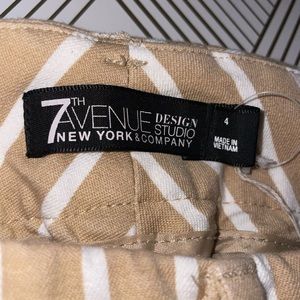 7TH AVENUE DESIGN STUDIO
NEW YORK & COMPANY
4
MADE IN
VIETNAM